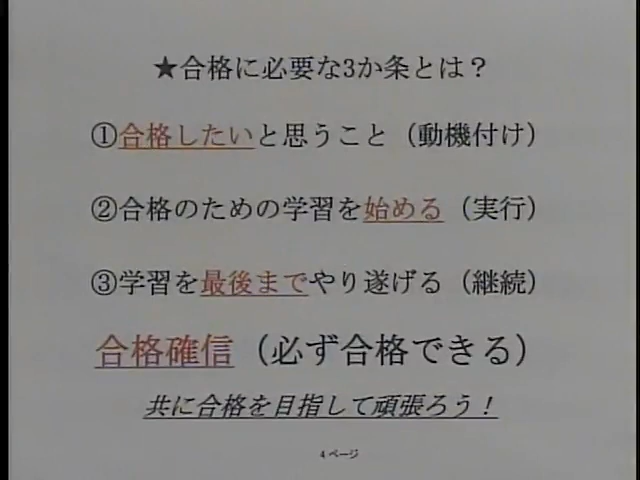 ★合格に必要な3か条とは？
①合格したいと思うこと（動機付け）
②合格のための学習を始める（実行）
③学習を最後までやり遂げる（継続）
合格確信（必ず合格できる）
共に合格を目指して頑張ろう！
4 ページ